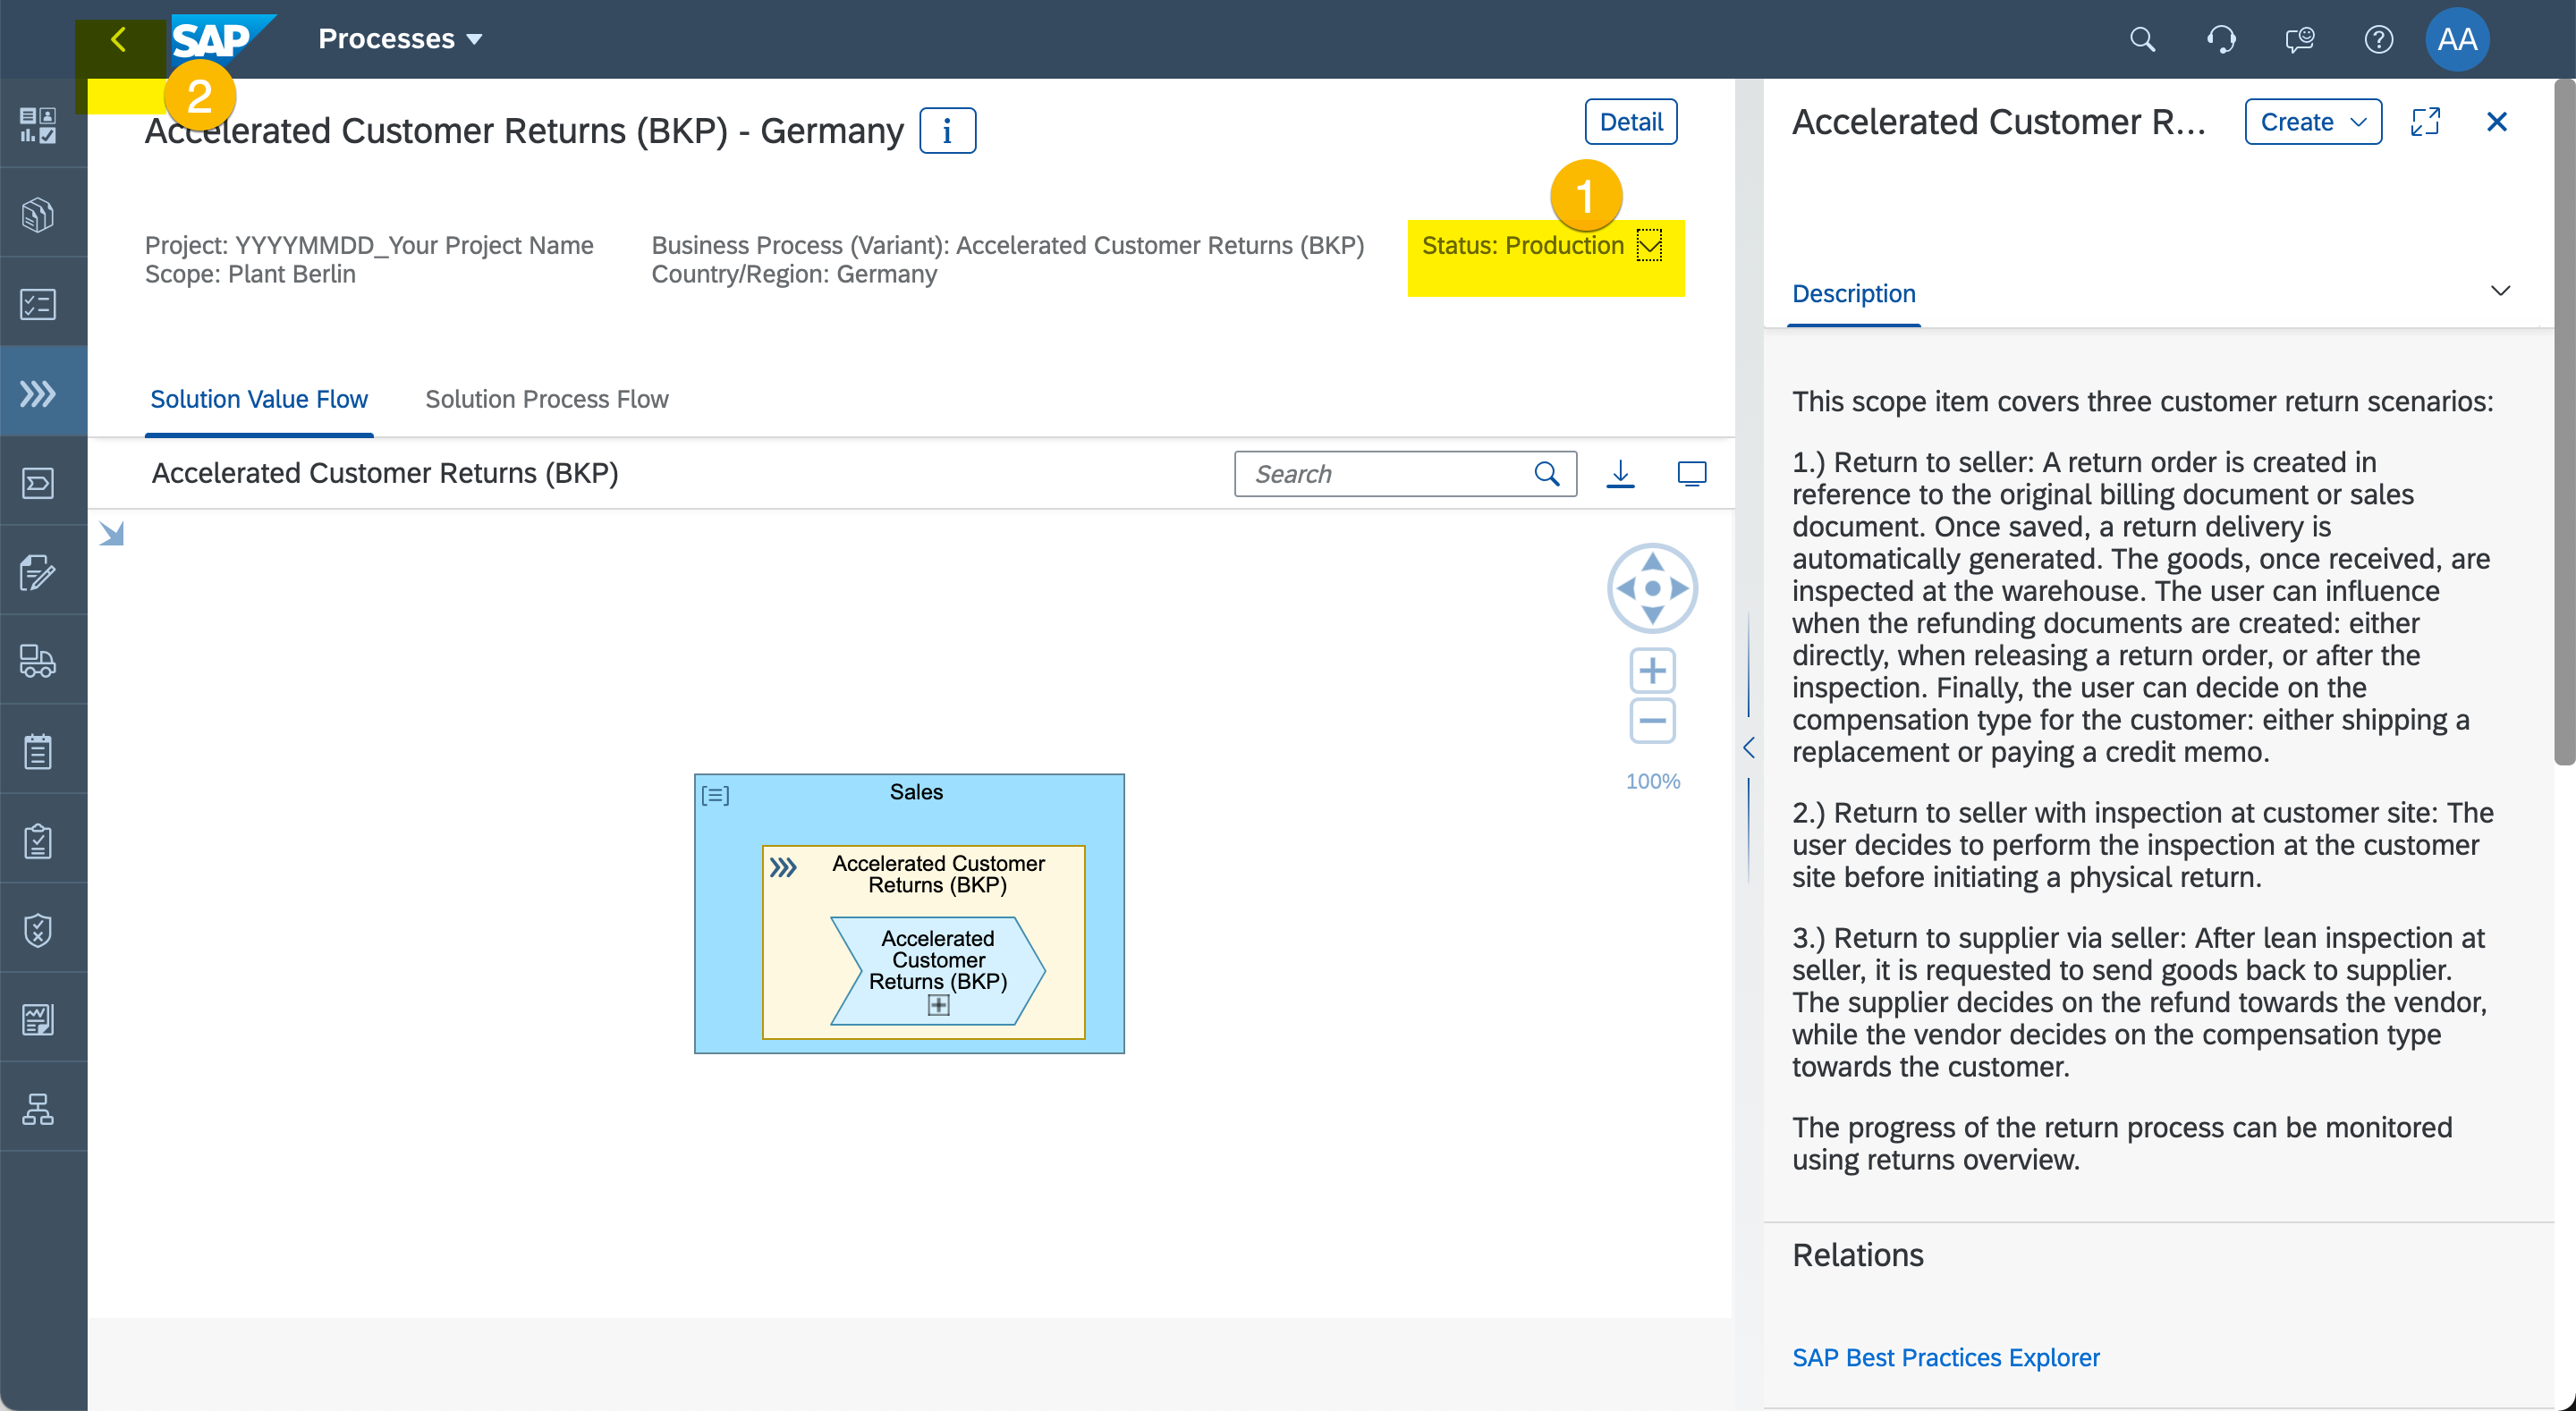 SAP
Processes
AA
2
Accelerated Customer Returns (BKP) - Germany
i
Detail
1
Project: YYYYMMDD_Your Project Name
Scope: Plant Berlin
Business Process (Variant): Accelerated Customer Returns (BKP)
Country/Region: Germany
Status: Production
Solution Value Flow
Solution Process Flow
Accelerated Customer Returns (BKP)
Search
100%
Sales
Accelerated Customer
Returns (BKP)
Accelerated
Customer
Returns (BKP)
Accelerated Customer R...
Create
Description
This scope item covers three customer return scenarios:
1.) Return to seller: A return order is created in
reference to the original billing document or sales
document. Once saved, a return delivery is
automatically generated. The goods, once received, are
inspected at the warehouse. The user can influence
when the refunding documents are created: either
directly, when releasing a return order, or after the
inspection. Finally, the user can decide on the
compensation type for the customer: either shipping a
replacement or paying a credit memo.
2.) Return to seller with inspection at customer site: The
user decides to perform the inspection at the customer
site before initiating a physical return.
3.) Return to supplier via seller: After lean inspection at
seller, it is requested to send goods back to supplier.
The supplier decides on the refund towards the vendor,
while the vendor decides on the compensation type
towards the customer.
The progress of the return process can be monitored
using returns overview.
Relations
SAP Best Practices Explorer